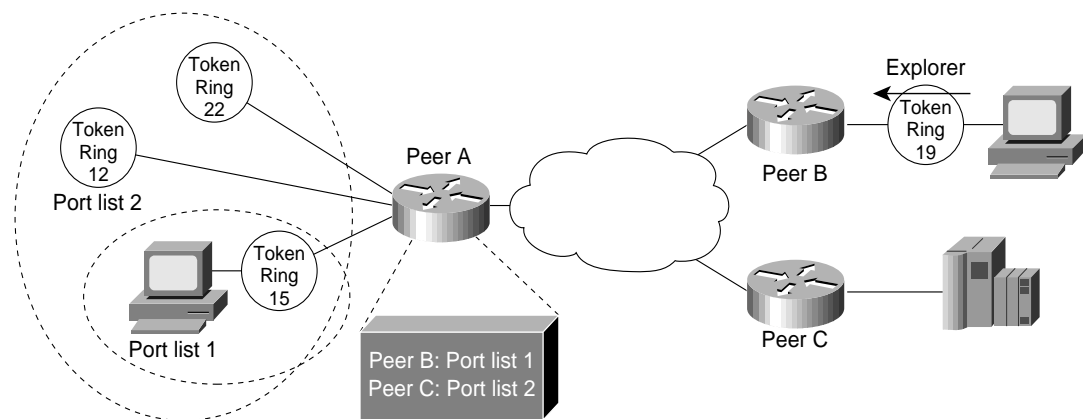 Token
Ring
22
Token
Ring
12
Port list 2
Token
Ring
15
Port list 1
Peer A
Peer B: Port list 1
Peer C: Port list 2
Explorer
Token
Ring
19
Peer B
Peer C